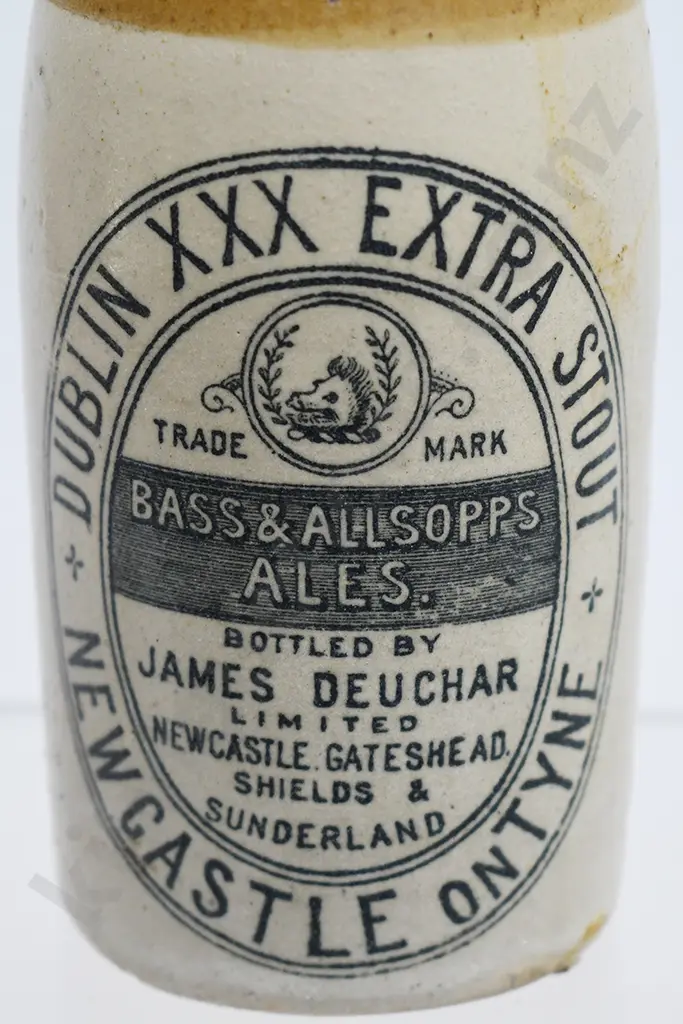 DUBLIN XXX EXTRA STOUT
TRADE MARK
BASS & ALLSOPPS
ALES.
BOTTLED BY
JAMES DEUCHAR
LIMITED
NEWCASTLE. GATESHEAD.
SHIELDS &
SUNDERLAND
NEWCASTLE ON TYNE